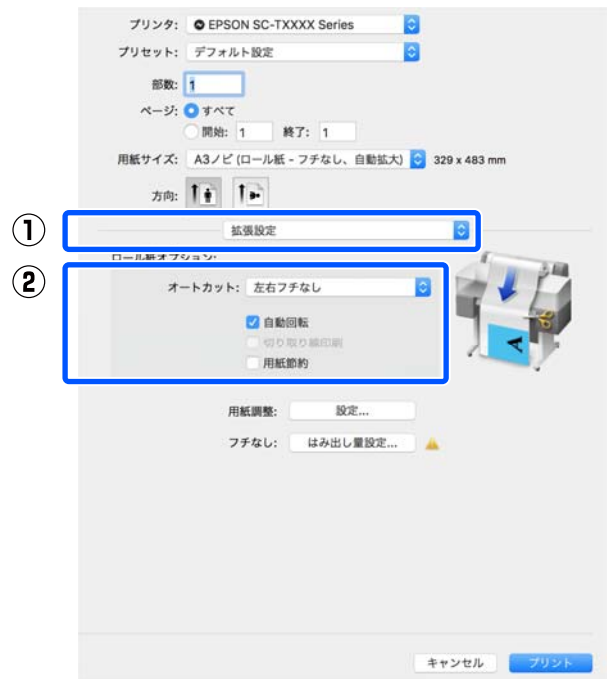 プリンタ: EPSON SC-TXXXX Series
プリセット: デフォルト設定
部数: 1
ページ: すべて
開始: 1 終了: 1
用紙サイズ: A3ノビ (ロール紙 - フチなし、自動拡大) 329 x 483 mm
方向:
① 拡張設定
ロール紙オプション:
② オートカット: 左右フチなし
自動回転
切り取り線印刷
用紙節約
A
用紙調整: 設定...
フチなし: はみ出し量設定...
キャンセル プリント